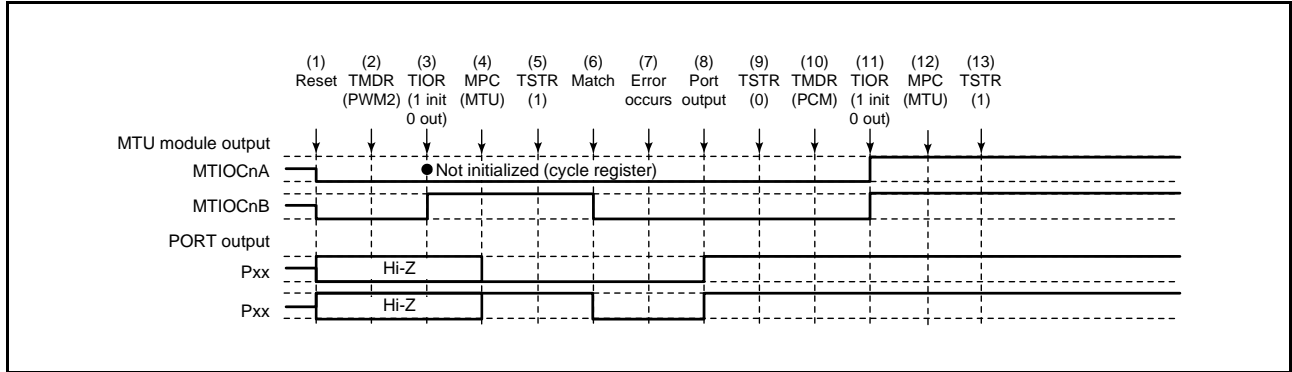 (1) (2) (3) (4) (5) (6) (7) (8) (9) (10) (11) (12) (13)
Reset TMDR TIOR MPC TSTR Match Error Port TSTR TMDR TIOR MPC TSTR
(PWM2) (1 init (MTU) (1) occurs output (0) (PCM) (1 init (MTU) (1)
0 out) 0 out)
MTU module output
MTIOCnA Not initialized (cycle register)
MTIOCnB
PORT output
Pxx Hi-Z
Pxx Hi-Z